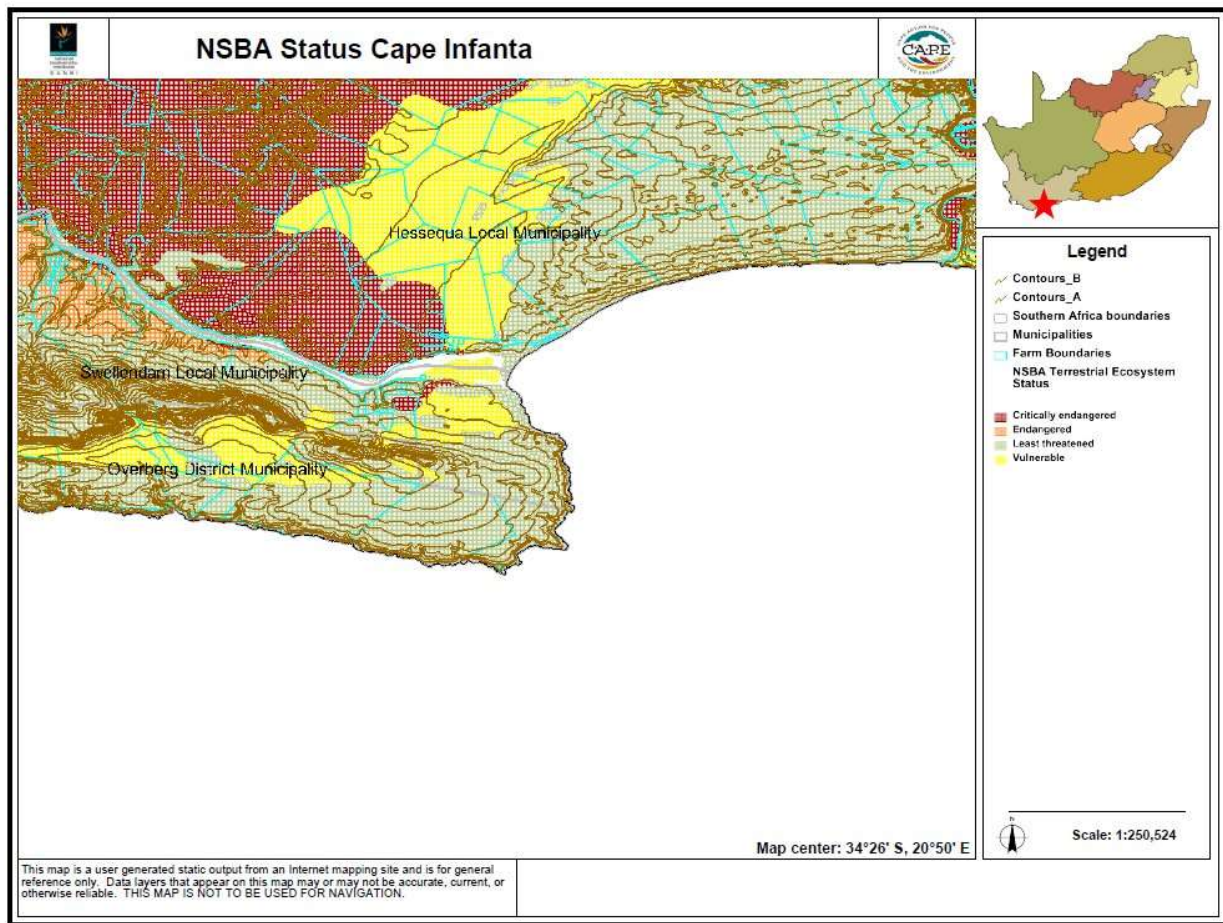 NSBA Status Cape Infanta
CAPE
Hessequa Local Municipality
Swellendam Local Municipality
Overberg District Municipality
Legend
Contours_B
Contours_A
Southern Africa boundaries
Municipalities
Farm Boundaries
NSBA Terrestrial Ecosystem
Status
Critically endangered
Endangered
Least threatened
Vulnerable
n
Scale: 1:250,524
Map center: 34°26' S, 20°50' E
This map is a user generated static output from an Internet mapping site and is for general
reference only. Data layers that appear on this map may or may not be accurate, current, or
otherwise reliable. THIS MAP IS NOT TO BE USED FOR NAVIGATION.